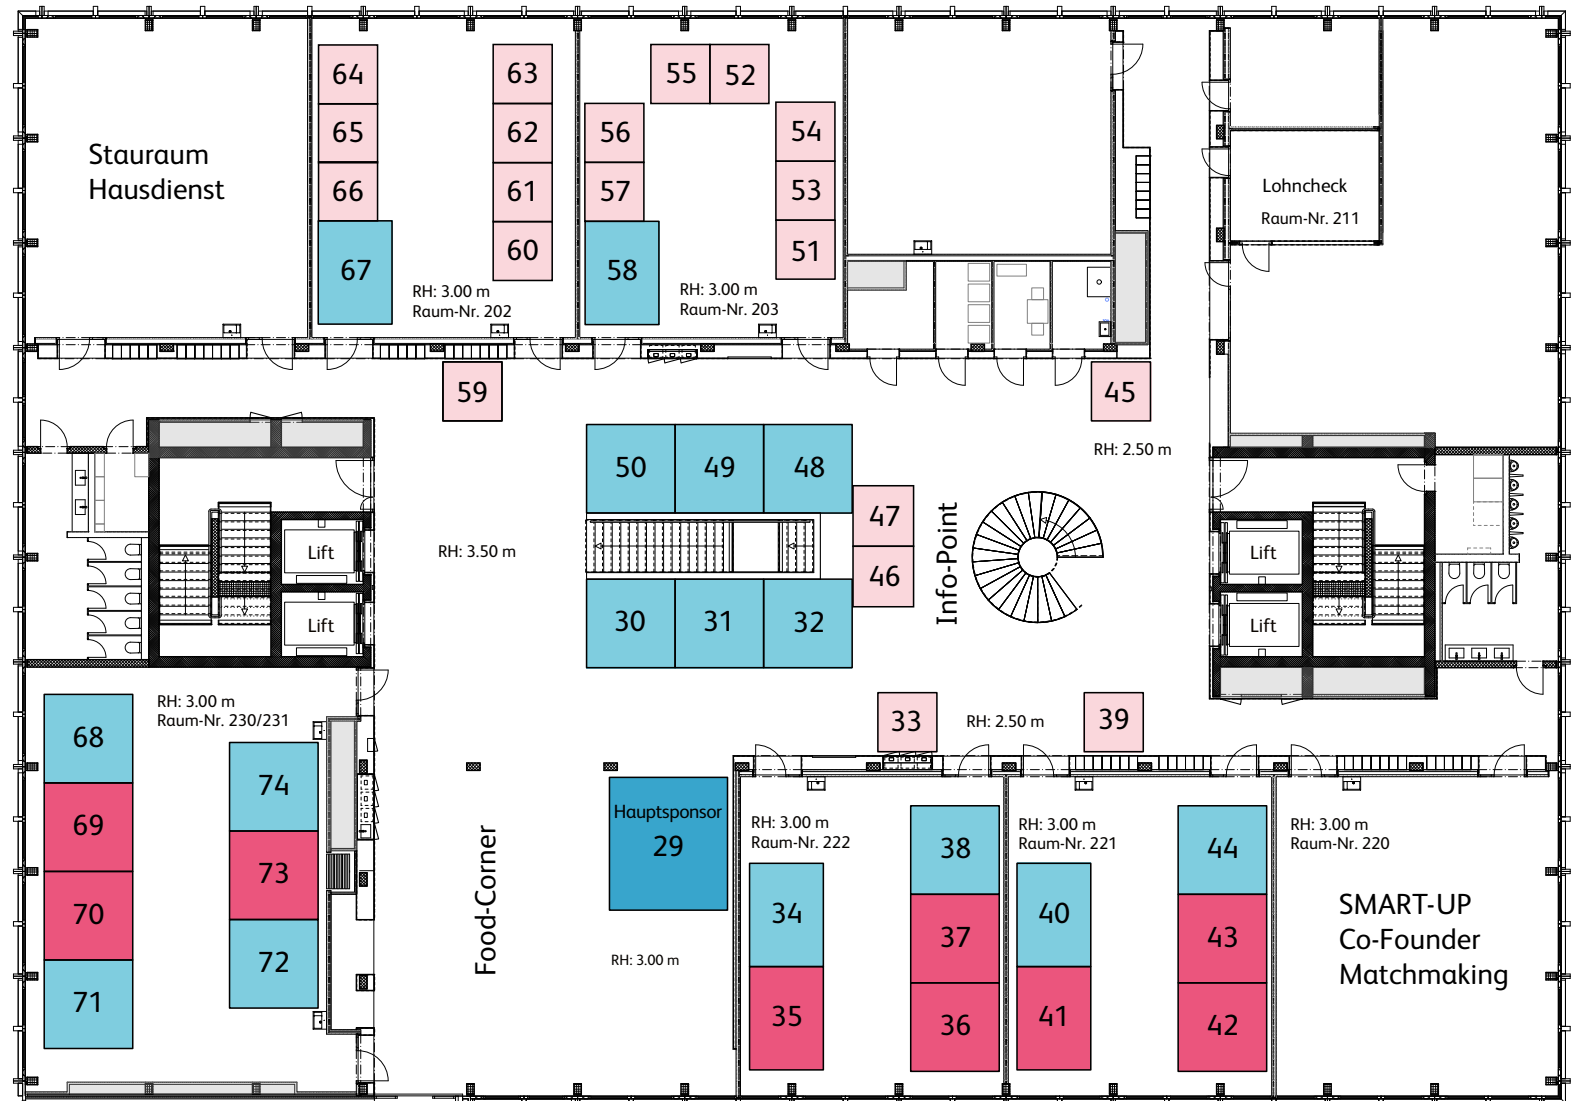 64
63
55
52
65
62
56
54
Stauraum
Hausdienst
66
61
57
53
Lohncheck
Raum-Nr. 211
67
60
58
51
RH: 3.00 m
Raum-Nr. 202
RH: 3.00 m
Raum-Nr. 203
59
45
RH: 2.50 m
50
49
48
47
46
RH: 3.50 m
Lift
Lift
Lift
Lift
Info-Point
30
31
32
33
RH: 2.50 m
39
RH: 3.00 m
Raum-Nr. 230/231
68
69
70
71
74
73
72
Food-Corner
Hauptsponsor
29
RH: 3.00 m
RH: 3.00 m
Raum-Nr. 222
34
35
38
37
36
RH: 3.00 m
Raum-Nr. 221
40
41
44
43
42
RH: 3.00 m
Raum-Nr. 220
SMART-UP
Co-Founder
Matchmaking